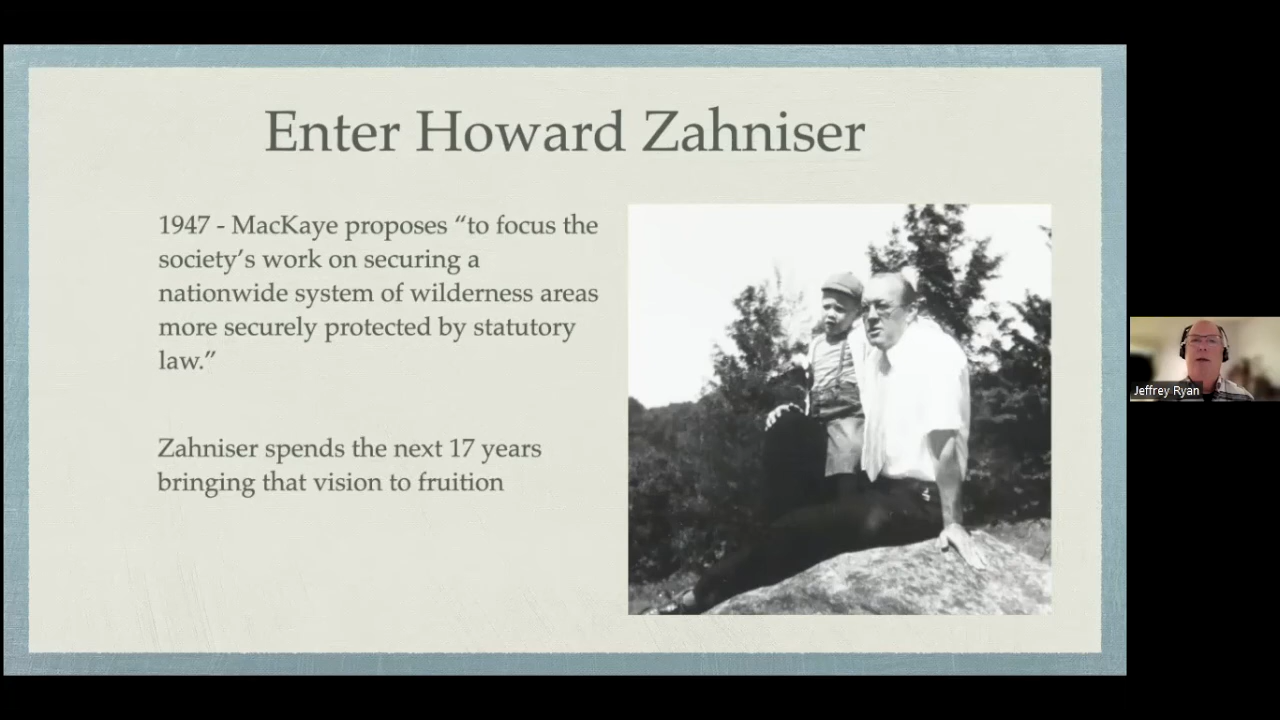 Enter Howard Zahniser
1947 - MacKaye proposes “to focus the
society’s work on securing a
nationwide system of wilderness areas
more securely protected by statutory
law.”
Zahniser spends the next 17 years
bringing that vision to fruition
Jeffrey Ryan